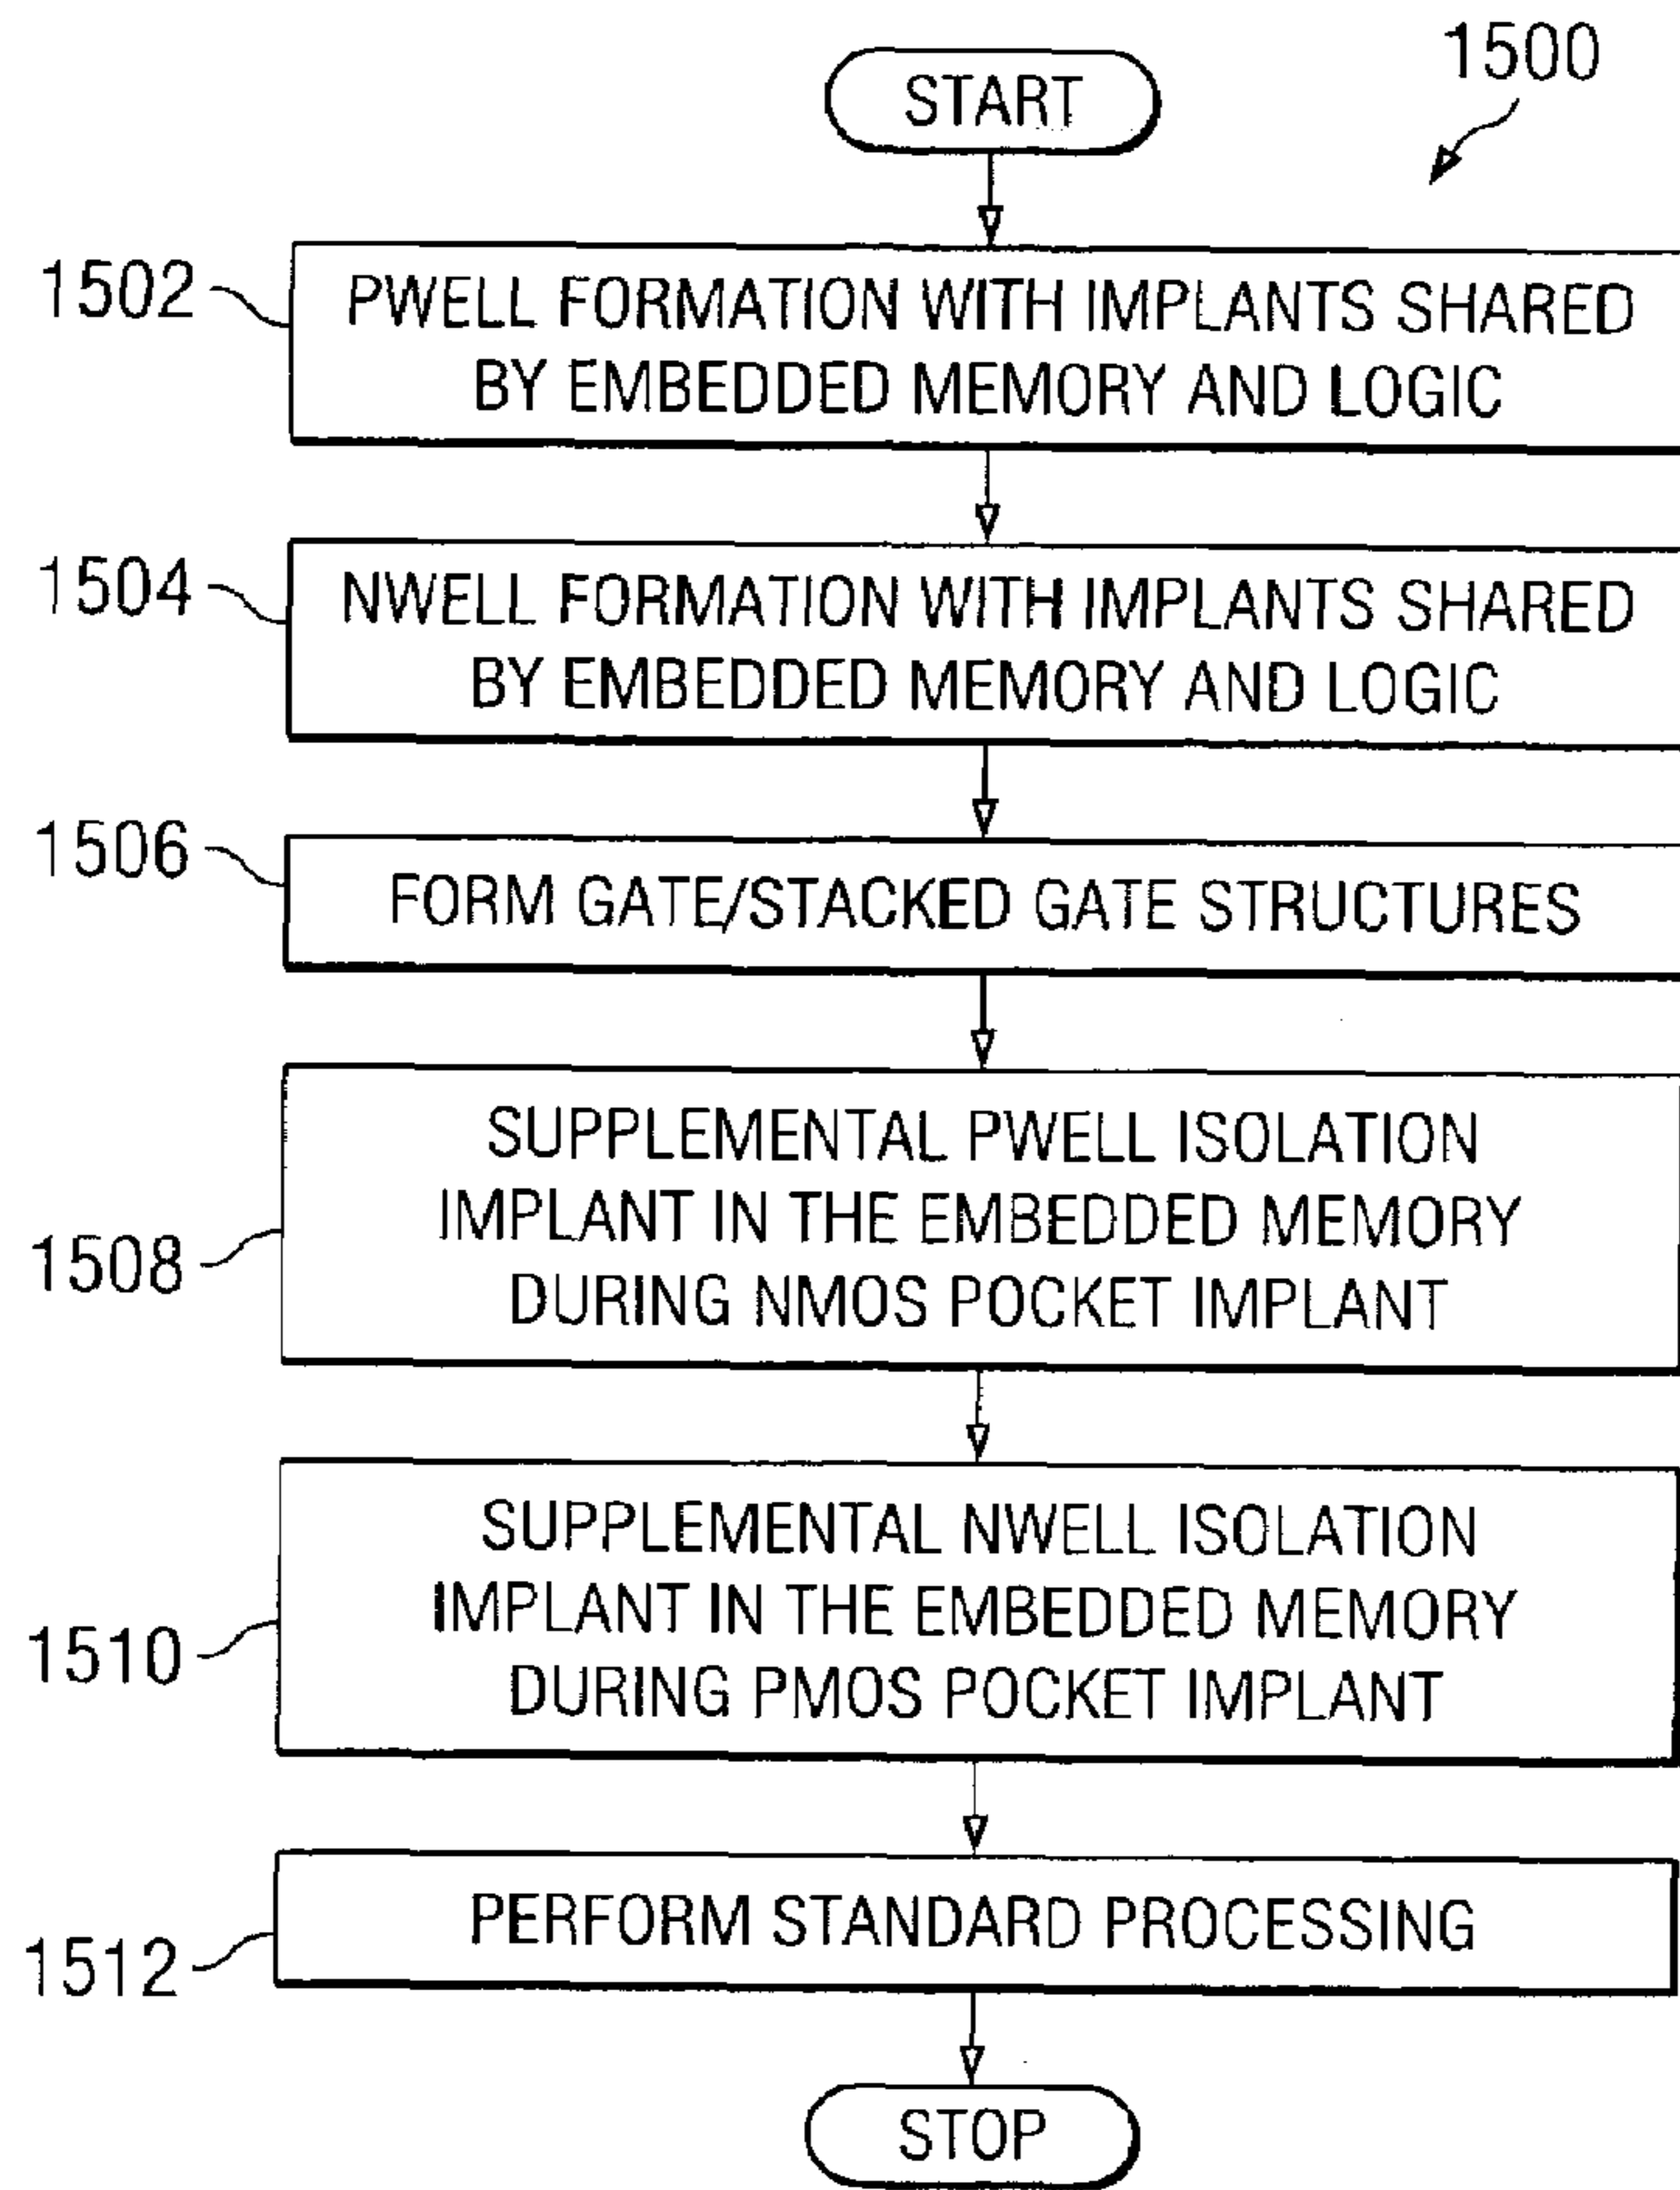 1500
START
1502
PWELL FORMATION WITH IMPLANTS SHARED
BY EMBEDDED MEMORY AND LOGIC
1504
NWELL FORMATION WITH IMPLANTS SHARED
BY EMBEDDED MEMORY AND LOGIC
1506
FORM GATE/STACKED GATE STRUCTURES
1508
SUPPLEMENTAL PWELL ISOLATION
IMPLANT IN THE EMBEDDED MEMORY
DURING NMOS POCKET IMPLANT
1510
SUPPLEMENTAL NWELL ISOLATION
IMPLANT IN THE EMBEDDED MEMORY
DURING PMOS POCKET IMPLANT
1512
PERFORM STANDARD PROCESSING
STOP